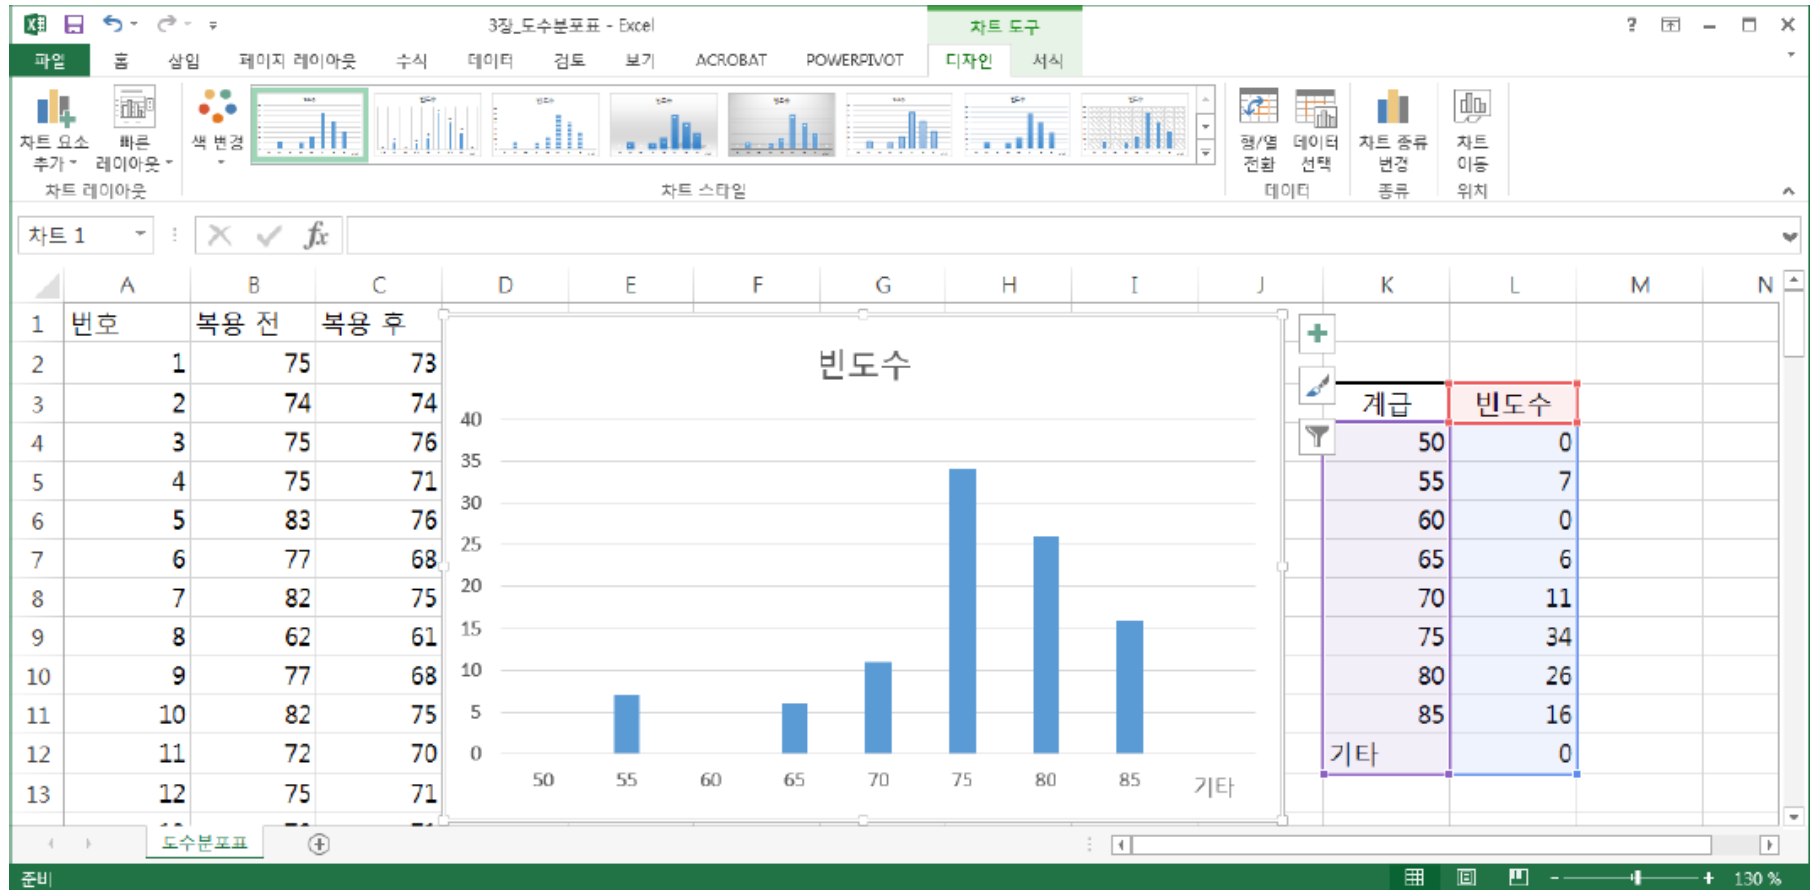 3장_도수분포표 - Excel
차트 도구
?
파일 홈 삽입 페이지 레이아웃 수식 데이터 검토 보기 ACROBAT POWERPIVOT 디자인 서식
차트 요소 추가
빠른 레이아웃
색 변경
행/열 전환
데이터 선택
차트 종류 변경
차트 이동
차트 레이아웃 차트 스타일 데이터 종류 위치
차트 1 fx
A B C D E F G H I J K L M N
1 번호 복용 전 복용 후
2 1 75 73
3 2 74 74 계급 빈도수
4 3 75 76 50 0
5 4 75 71 55 7
6 5 83 76 60 0
7 6 77 68 65 6
8 7 82 75 70 11
9 8 62 61 75 34
10 9 77 68 80 26
11 10 82 75 85 16
12 11 72 70 기타 0
13 12 75 71
빈도수
40
35
30
25
20
15
10
5
0
50 55 60 65 70 75 80 85 기타
도수분포표
준비 130 %